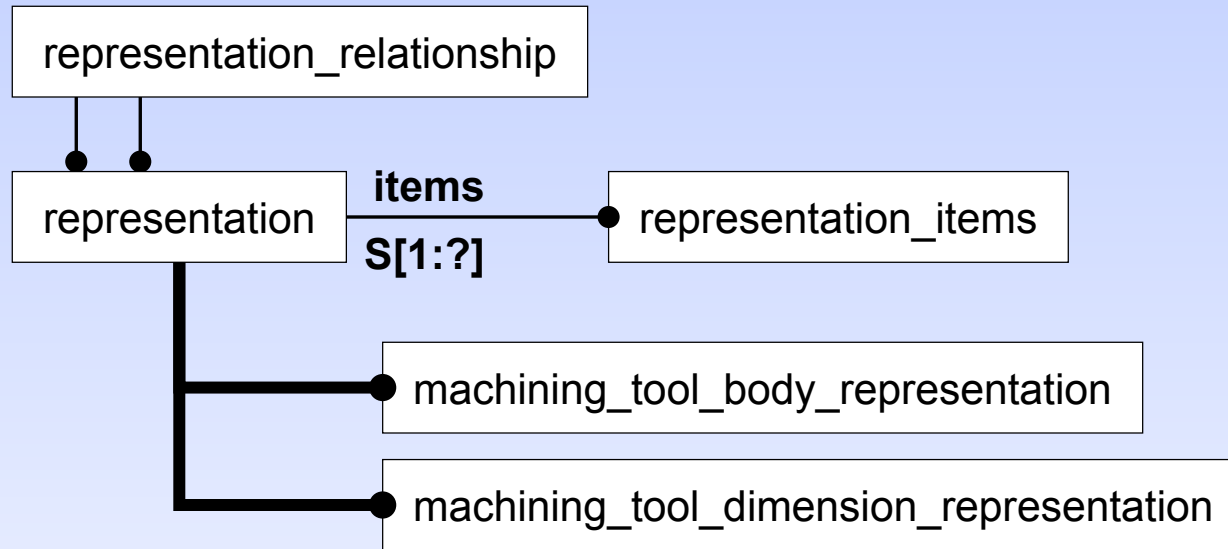 representation_relationship
items
representation
representation_items
S[1:?]
machining_tool_body_representation
machining_tool_dimension_representation